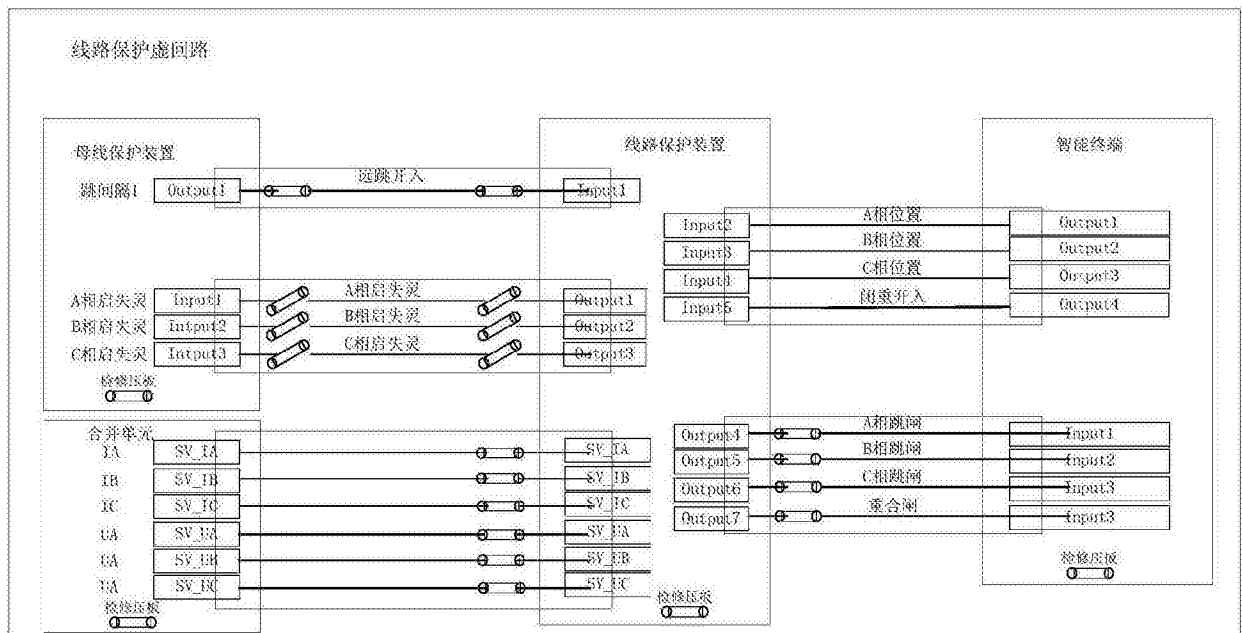 线路保护虚回路
母线保护装置
跳间隔1 Output1
远跳开入
A相启失灵 Input1
A相启失灵
B相启失灵 Intput2
B相启失灵
C相启失灵 Intput3
C相启失灵
检修压板
合并单元
IA SV_IA
IB SV_IB
IC SV_IC
UA SV_UA
UA SV_UB
UA SV_UC
检修压板
线路保护装置
Input1
Output1
Output2
Output3
SV_IA
SV_IB
SV_IC
SV_UA
SV_UB
SV_UC
检修压板
Input2 A相位置
Input3 B相位置
Input4 C相位置
Input5 闭重开入
Output4 A相跳闸
Output5 B相跳闸
Output6 C相跳闸
Output7 重合闸
智能终端
Output1
Output2
Output3
Output4
Input1
Input2
Input3
Input3
检修压板